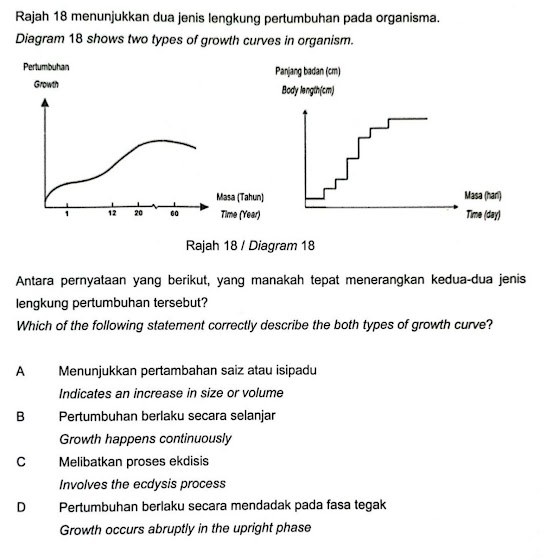 Rajah 18 menunjukkan dua jenis lengkung pertumbuhan pada organisma.
Diagram 18 shows two types of growth curves in organism.
Pertumbuhan
Growth
Masa (Tahun)
Time (Year)
1 12 20 60
Panjang badan (cm)
Body length(cm)
Masa (hari)
Time (day)
Rajah 18 / Diagram 18
Antara pernyataan yang berikut, yang manakah tepat menerangkan kedua-dua jenis
lengkung pertumbuhan tersebut?
Which of the following statement correctly describe the both types of growth curve?
A Menunjukkan pertambahan saiz atau isipadu
Indicates an increase in size or volume
B Pertumbuhan berlaku secara selanjar
Growth happens continuously
C Melibatkan proses ekdisis
Involves the ecdysis process
D Pertumbuhan berlaku secara mendadak pada fasa tegak
Growth occurs abruptly in the upright phase